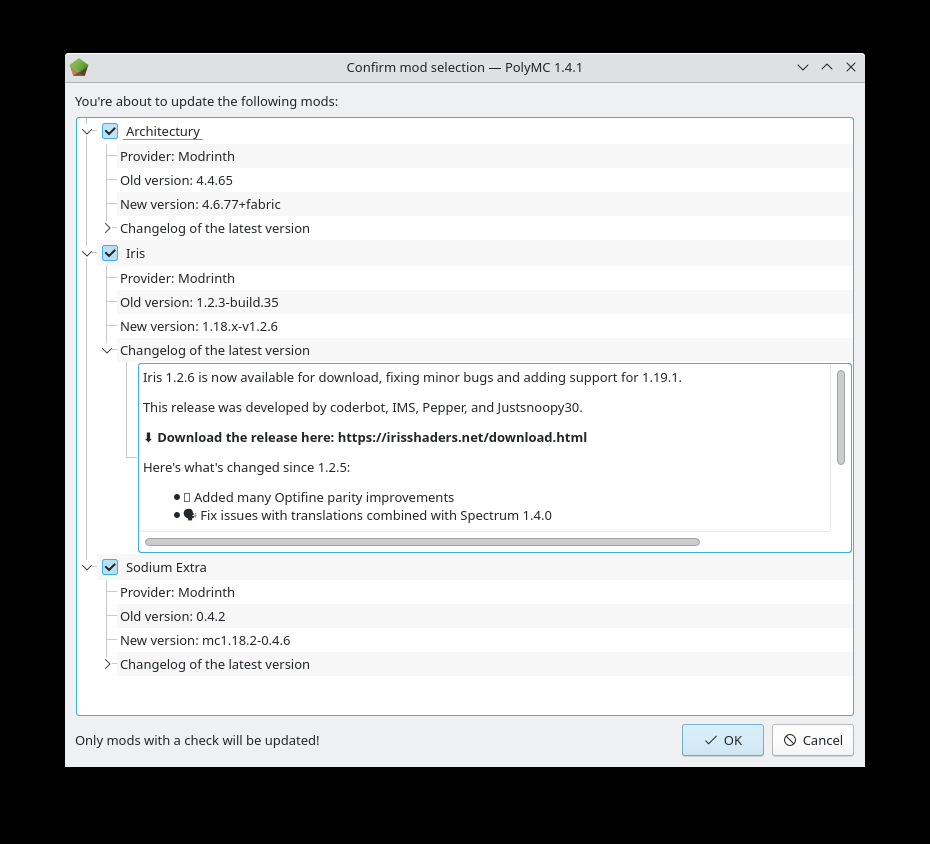 Confirm mod selection — PolyMC 1.4.1
You're about to update the following mods:
Architectury
Provider: Modrinth
Old version: 4.4.65
New version: 4.6.77+fabric
Changelog of the latest version
Iris
Provider: Modrinth
Old version: 1.2.3-build.35
New version: 1.18.x-v1.2.6
Changelog of the latest version
Iris 1.2.6 is now available for download, fixing minor bugs and adding support for 1.19.1.
This release was developed by coderbot, IMS, Pepper, and Justsnoopy30.
⬇ Download the release here: https://irisshaders.net/download.html
Here's what's changed since 1.2.5:
● ▯ Added many Optifine parity improvements
● 🗣 Fix issues with translations combined with Spectrum 1.4.0
Sodium Extra
Provider: Modrinth
Old version: 0.4.2
New version: mc1.18.2-0.4.6
Changelog of the latest version
Only mods with a check will be updated!
OK
Cancel